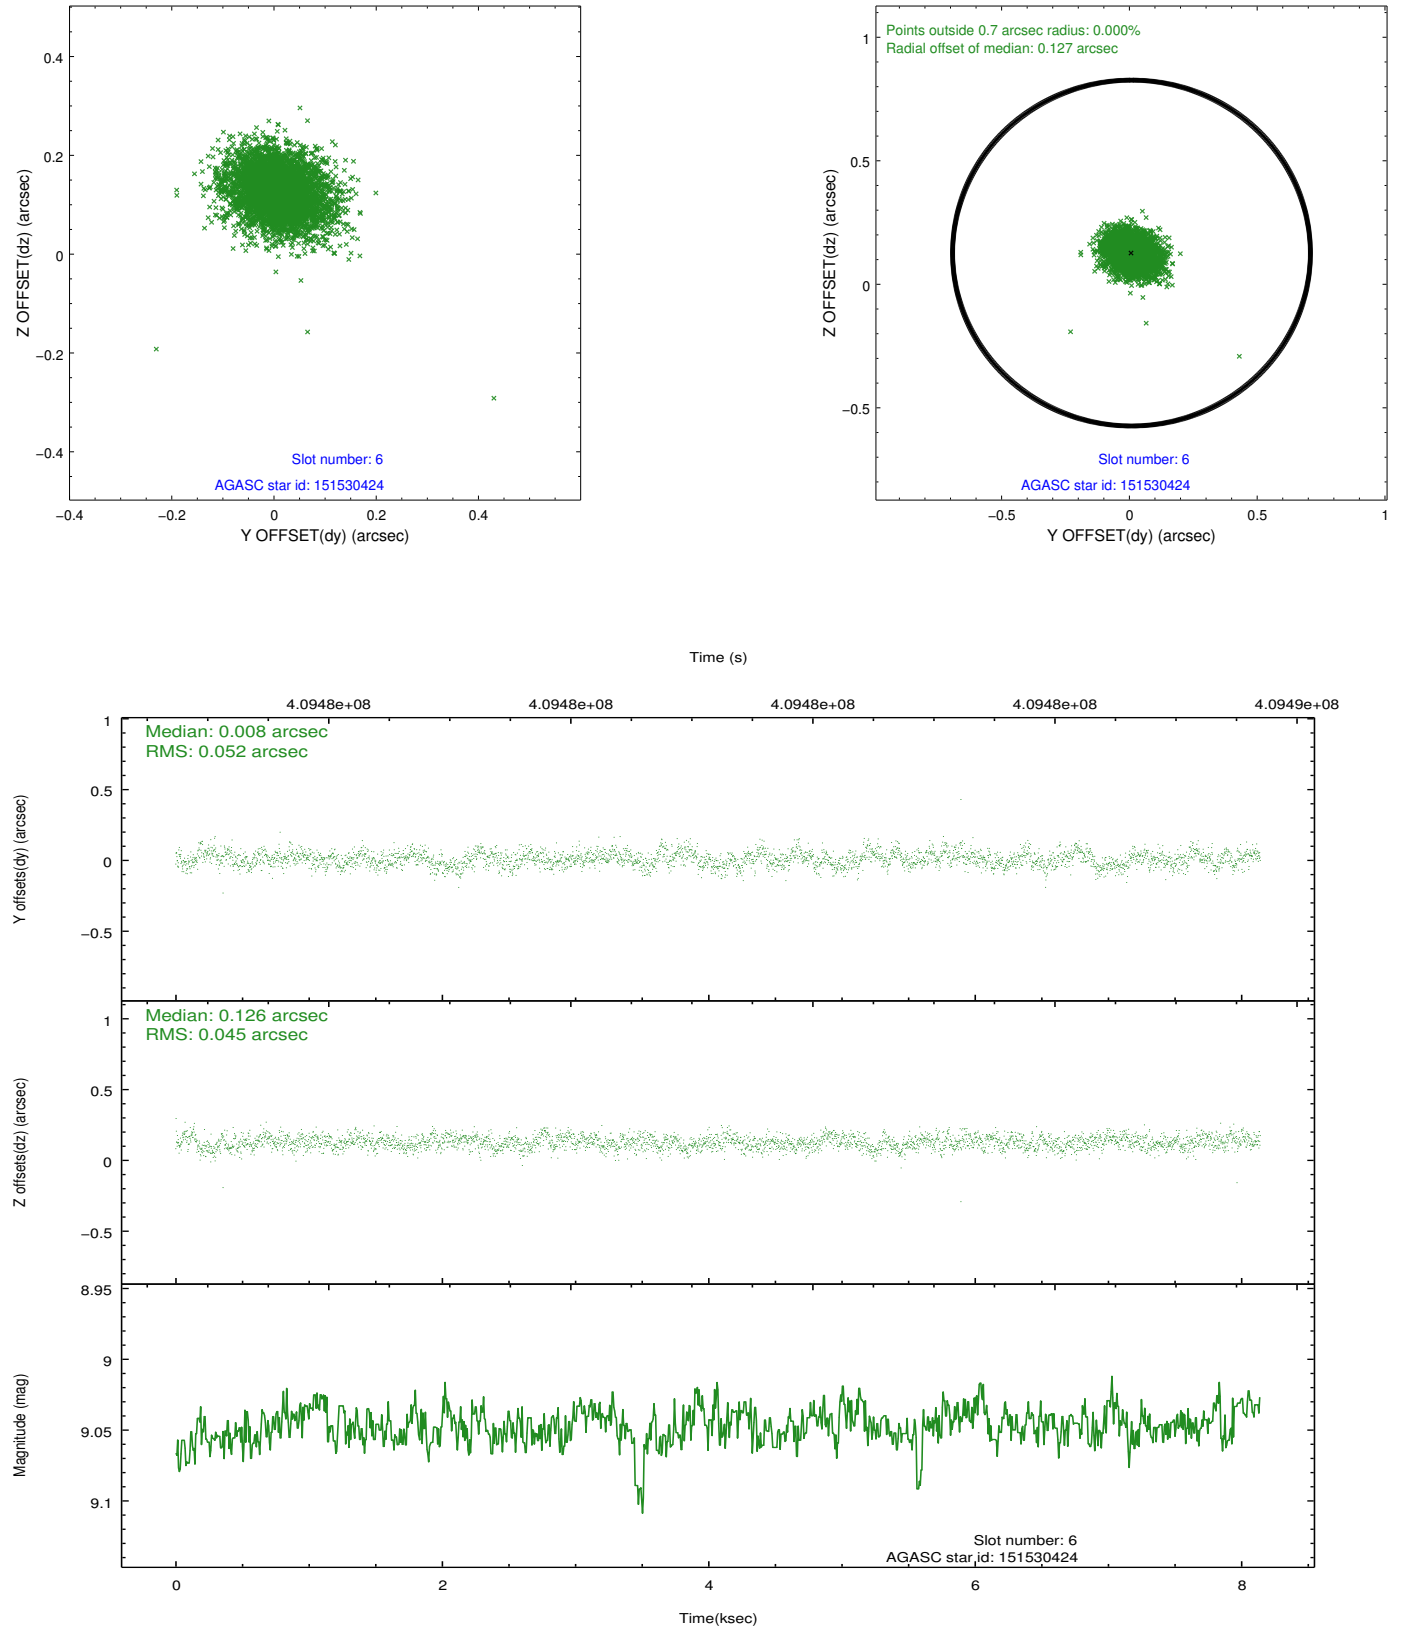 0.4
0.2
0
−0.2
−0.4
Z OFFSET(dz) (arcsec)
Slot number: 6
AGASC star id: 151530424
−0.4 −0.2 0 0.2 0.4
Y OFFSET(dy) (arcsec)
Points outside 0.7 arcsec radius: 0.000%
Radial offset of median: 0.127 arcsec
1
0.5
0
−0.5
Z OFFSET(dz) (arcsec)
Slot number: 6
AGASC star id: 151530424
−0.5 0 0.5 1
Y OFFSET(dy) (arcsec)
Time (s)
4.0948e+08 4.0948e+08 4.0948e+08 4.0948e+08 4.0949e+08
Median: 0.008 arcsec
RMS: 0.052 arcsec
1
0.5
0
−0.5
Y offsets(dy) (arcsec)
Median: 0.126 arcsec
RMS: 0.045 arcsec
1
0.5
0
−0.5
Z offsets(dz) (arcsec)
8.95
9
9.05
9.1
Magnitude (mag)
Slot number: 6
AGASC star id: 151530424
0 2 4 6 8
Time(ksec)